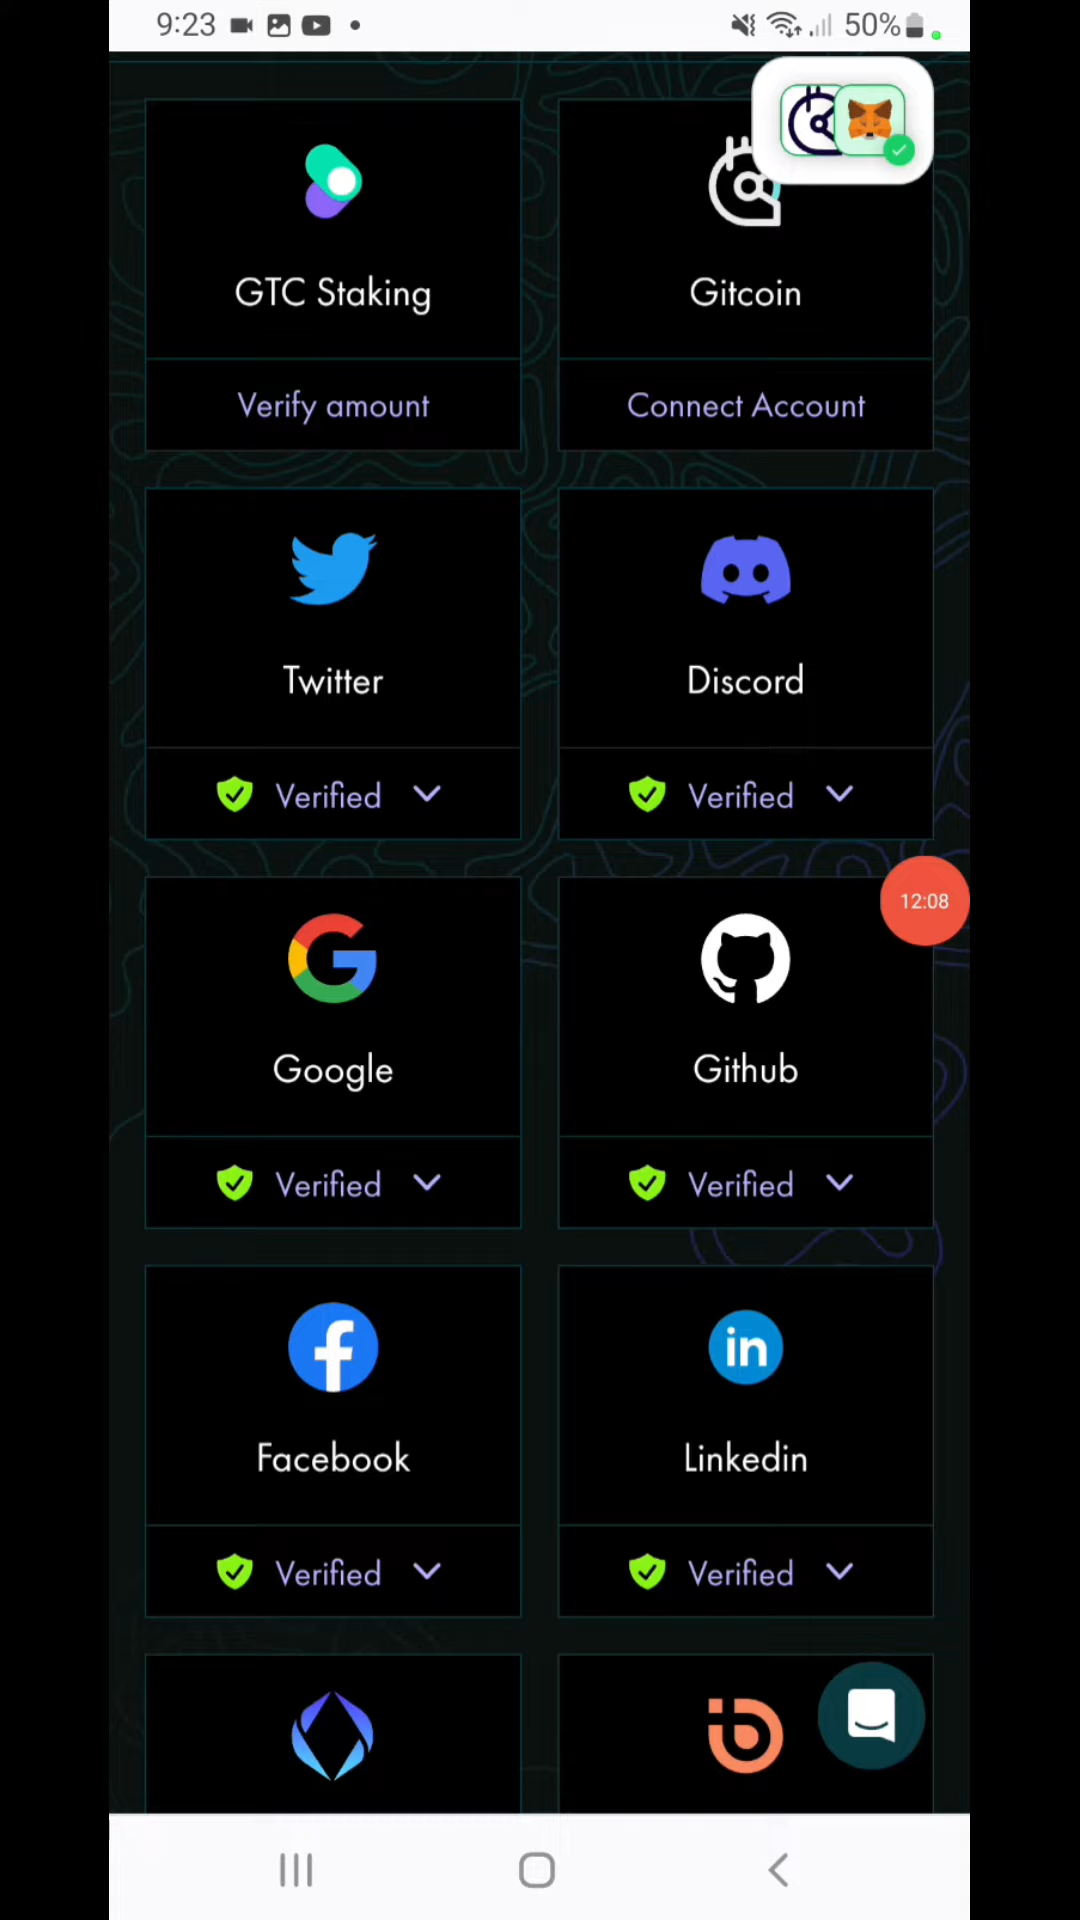 9:23 50%
GTC Staking Gitcoin
Verify amount Connect Account
Twitter Discord
Verified Verified
12:08
Google Github
Verified Verified
Facebook Linkedin
Verified Verified